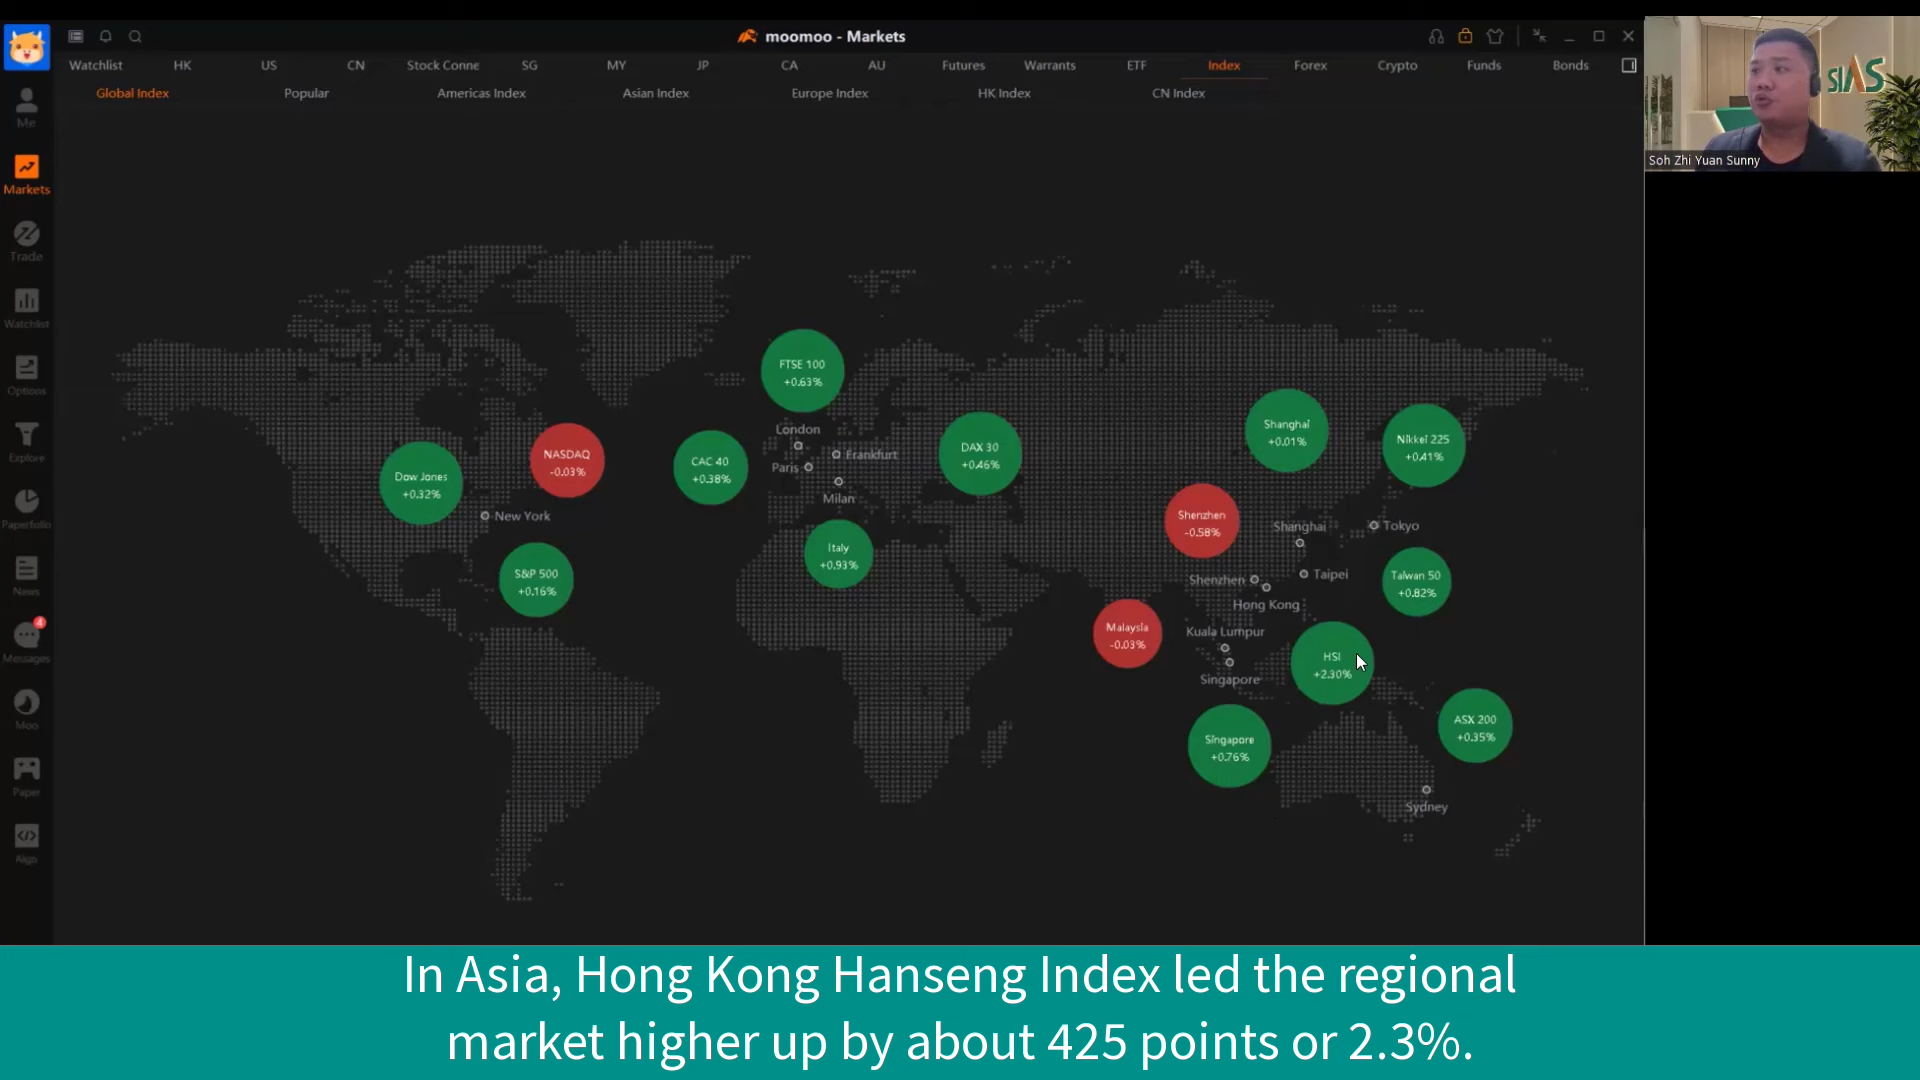 moomoo - Markets
Watchlist HK US CN Stock Conne SG MY JP CA AU Futures Warrants ETF Index Forex Crypto Funds Bonds
Global Index Popular Americas Index Asian Index Europe Index HK Index CN Index
Me
Markets
Trade
Watchlist
Options
Explore
Paperfolio
News
4
Messages
Moo
Paper
Algo
SIAS
Soh Zhi Yuan Sunny
FTSE 100
+0.63%
London
Frankfurt
Paris
Milan
Dow Jones
+0.32%
NASDAQ
-0.03%
New York
S&P 500
+0.16%
CAC 40
+0.38%
DAX 30
+0.46%
Italy
+0.93%
Shanghai
+0.01%
Nikkei 225
+0.41%
Shenzhen
-0.58%
Shanghai
Tokyo
Shenzhen
Taipei
Hong Kong
Taiwan 50
+0.82%
Malaysia
-0.03%
Kuala Lumpur
Singapore
HSI
+2.30%
Singapore
+0.76%
ASX 200
+0.35%
Sydney
In Asia, Hong Kong Hanseng Index led the regional
market higher up by about 425 points or 2.3%.